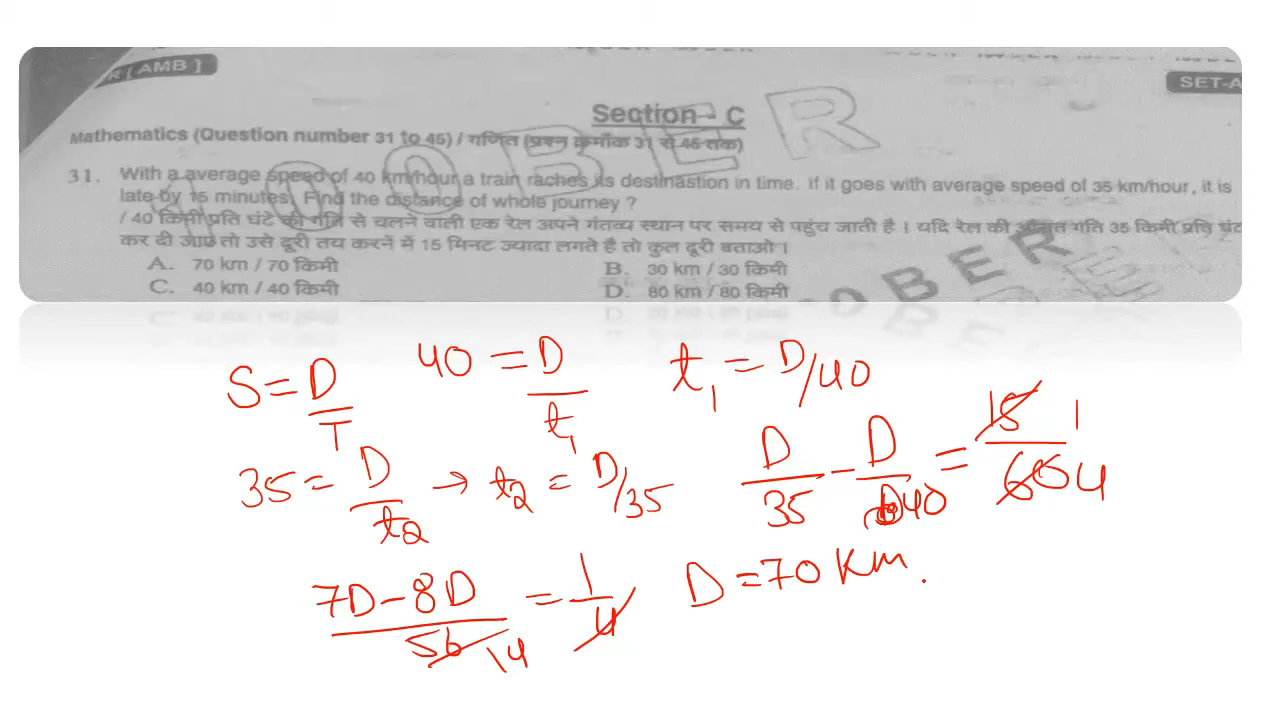 R [AMB]
SET-A
Section - C
Mathematics (Question number 31 to 45) / गणित (प्रश्न क्रमाँक 31 से 45 तक)
31. With a average speed of 40 km/hour a train raches its destinastion in time. If it goes with average speed of 35 km/hour, it is
late by 15 minutes. Find the distance of whole journey ?
/ 40 किमी प्रति घंटे की गति से चलने वाली एक रेल अपने गंतव्य स्थान पर समय से पहुंच जाती है । यदि रेल की औसत गति 35 किमी प्रति घंट
कर दी जाए तो उसे दूरी तय करनें में 15 मिनट ज्यादा लगते है तो कुल दूरी बताओ ।
A. 70 km / 70 किमी B. 30 km / 30 किमी
C. 40 km / 40 किमी D. 80 km / 80 किमी
OBER
S = D/T 40 = D/t1 t1 = D/40
35 = D/t2 → t2 = D/35 D/35 - D/40 = 15/60 1/4
7D - 8D / 56 14 = 1/4 D = 70 Km.